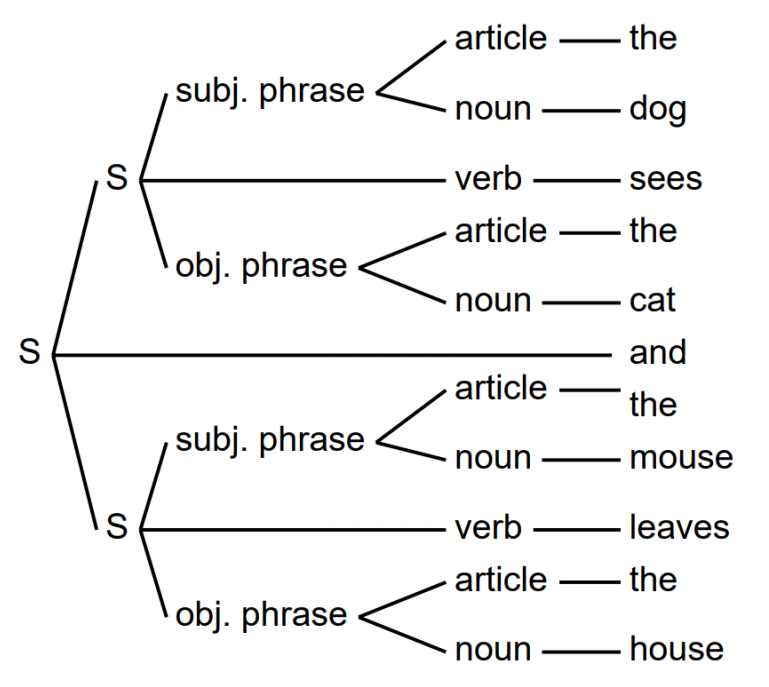 article the
subj. phrase
noun dog
S verb sees
article the
obj. phrase
noun cat
S and
article the
subj. phrase
noun mouse
S verb leaves
article the
obj. phrase
noun house